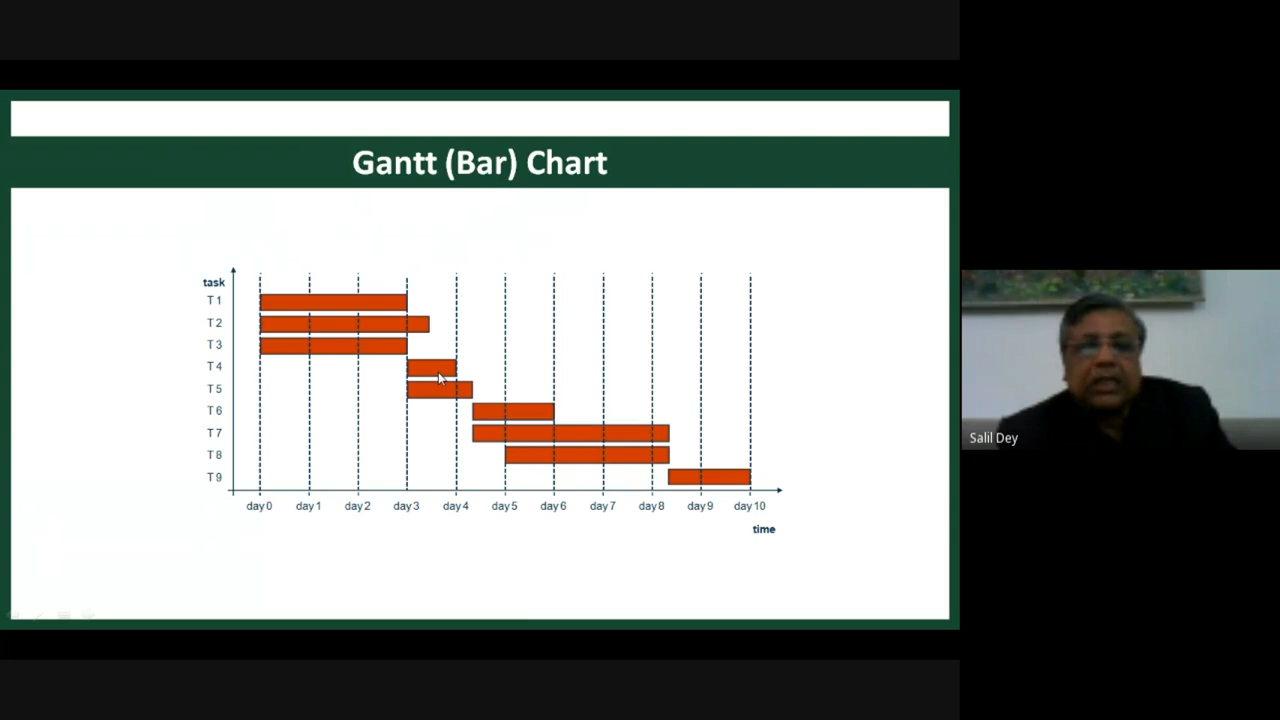 Gantt (Bar) Chart
task
T 1
T 2
T 3
T 4
T 5
T 6
T 7
T 8
T 9
day 0 day 1 day 2 day 3 day 4 day 5 day 6 day 7 day 8 day 9 day 10
time
Salil Dey